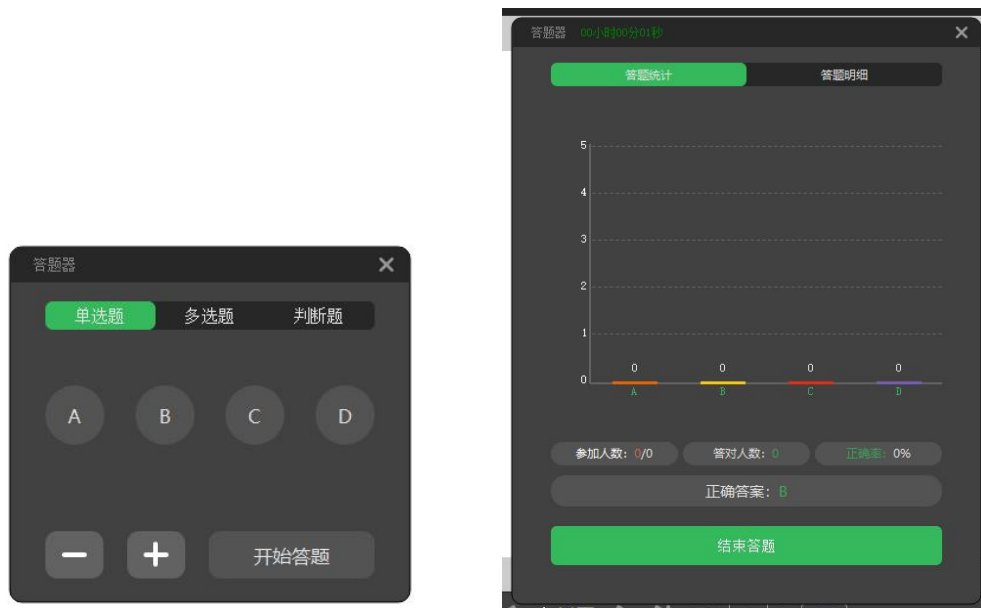 答题器
单选题 多选题 判断题
A B C D
开始答题
答题器 00小时00分01秒
答题统计 答题明细
5
4
3
2
1
0
0 0 0 0
A B C D
参加人数：0/0 答对人数：0 正确率：0%
正确答案：B
结束答题